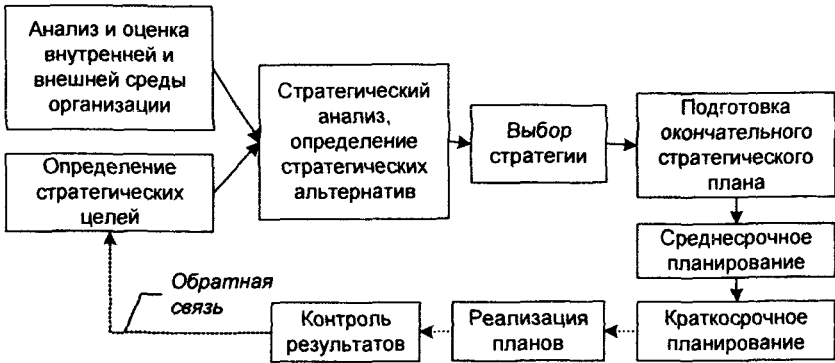 Анализ и оценка
внутренней и
внешней среды
организации
Определение
стратегических
целей
Стратегический
анализ,
определение
стратегических
альтернатив
Выбор
стратегии
Подготовка
окончательного
стратегического
плана
Среднесрочное
планирование
Краткосрочное
планирование
Реализация
планов
Контроль
результатов
Обратная
связь